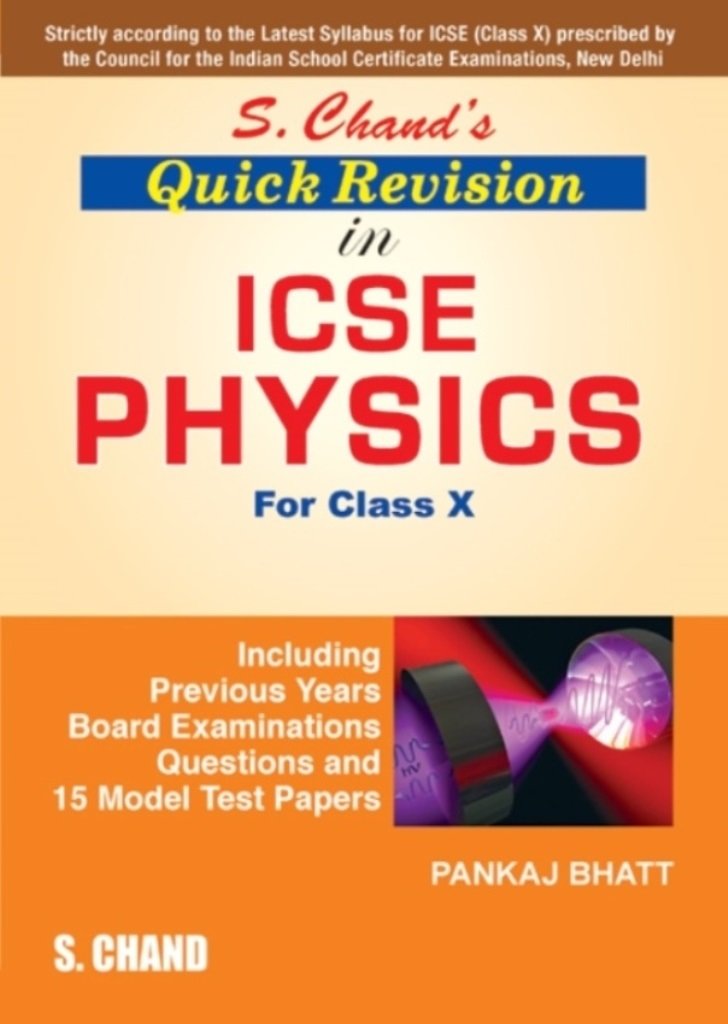 Strictly according to the Latest Syllabus for ICSE (Class X) prescribed by
the Council for the Indian School Certificate Examinations, New Delhi
S. Chand's
Quick Revision
in
ICSE
PHYSICS
For Class X
Including
Previous Years
Board Examinations
Questions and
15 Model Test Papers
hν
PANKAJ BHATT
S. CHAND